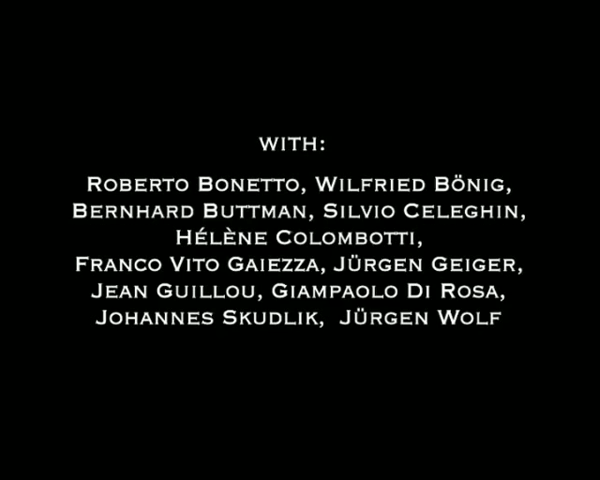 WITH:
ROBERTO BONETTO, WILFRIED BÖNIG,
BERNHARD BUTTMAN, SILVIO CELEGHIN,
HÉLÈNE COLOMBOTTI,
FRANCO VITO GAIEZZA, JÜRGEN GEIGER,
JEAN GUILLOU, GIAMPAOLO DI ROSA,
JOHANNES SKUDLIK, JÜRGEN WOLF